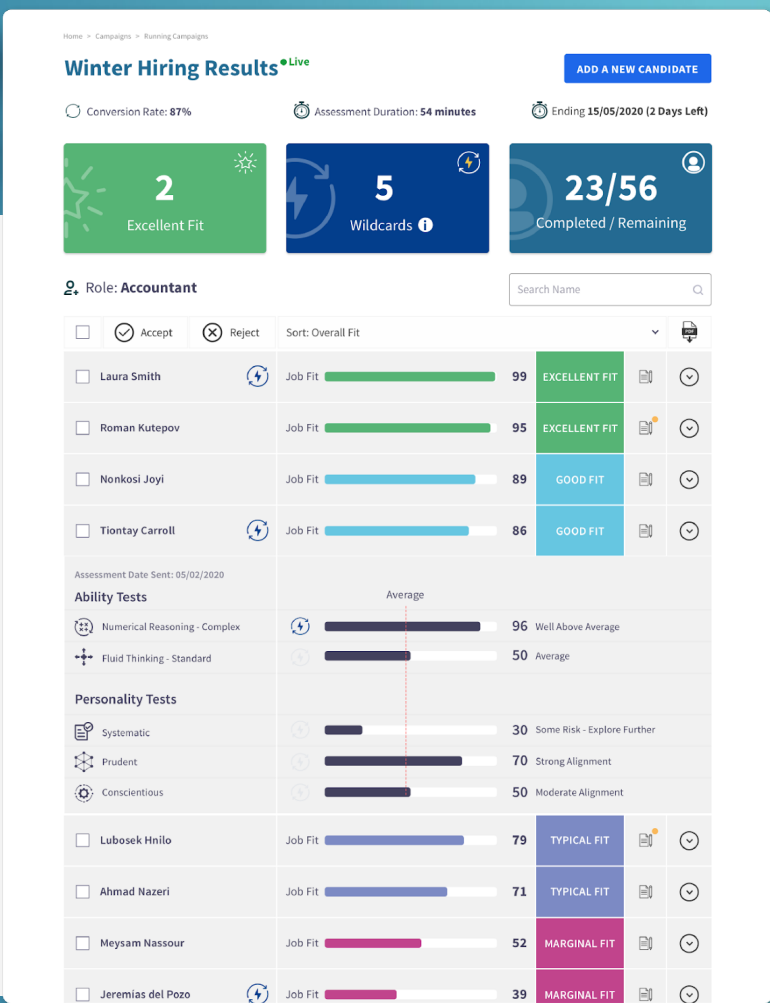 Home > Campaigns > Running Campaigns
Winter Hiring Results Live
ADD A NEW CANDIDATE
Conversion Rate: 87%
Assessment Duration: 54 minutes
Ending 15/05/2020 (2 Days Left)
2
Excellent Fit
5
Wildcards i
23/56
Completed / Remaining
Role: Accountant
Search Name
Accept
Reject
Sort: Overall Fit
PDF
Laura Smith Job Fit 99 EXCELLENT FIT
Roman Kutepov Job Fit 95 EXCELLENT FIT
Nonkosi Joyi Job Fit 89 GOOD FIT
Tiontay Carroll Job Fit 86 GOOD FIT
Assessment Date Sent: 05/02/2020
Ability Tests
Average
Numerical Reasoning - Complex 96 Well Above Average
Fluid Thinking - Standard 50 Average
Personality Tests
Systematic 30 Some Risk - Explore Further
Prudent 70 Strong Alignment
Conscientious 50 Moderate Alignment
Lubosek Hnilo Job Fit 79 TYPICAL FIT
Ahmad Nazeri Job Fit 71 TYPICAL FIT
Meysam Nassour Job Fit 52 MARGINAL FIT
Jeremias del Pozo Job Fit 39 MARGINAL FIT